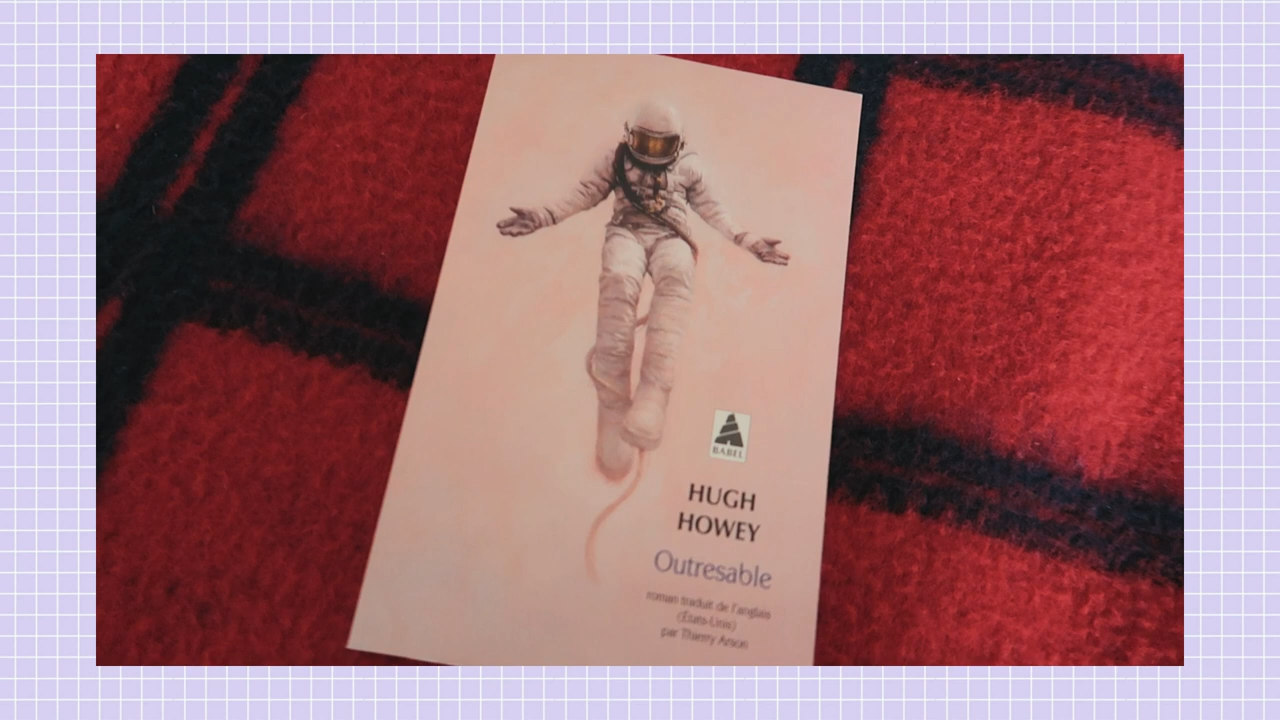 BABEL
HUGH
HOWEY
Outresable
roman traduit de l'anglais
(États-Unis)
par Thierry Arson